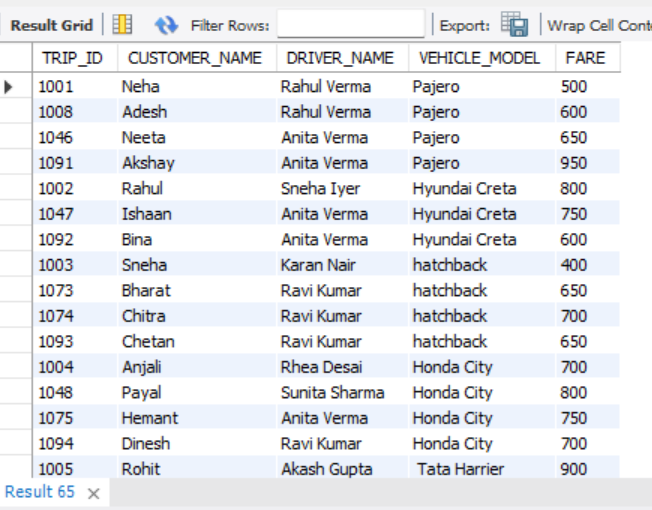 Result Grid Filter Rows: Export: Wrap Cell Conte
TRIP_ID CUSTOMER_NAME DRIVER_NAME VEHICLE_MODEL FARE
1001 Neha Rahul Verma Pajero 500
1008 Adesh Rahul Verma Pajero 600
1046 Neeta Anita Verma Pajero 650
1091 Akshay Anita Verma Pajero 950
1002 Rahul Sneha Iyer Hyundai Creta 800
1047 Ishaan Anita Verma Hyundai Creta 750
1092 Bina Anita Verma Hyundai Creta 600
1003 Sneha Karan Nair hatchback 400
1073 Bharat Ravi Kumar hatchback 650
1074 Chitra Ravi Kumar hatchback 700
1093 Chetan Ravi Kumar hatchback 650
1004 Anjali Rhea Desai Honda City 700
1048 Payal Sunita Sharma Honda City 800
1075 Hemant Anita Verma Honda City 750
1094 Dinesh Ravi Kumar Honda City 700
1005 Rohit Akash Gupta Tata Harrier 900
Result 65